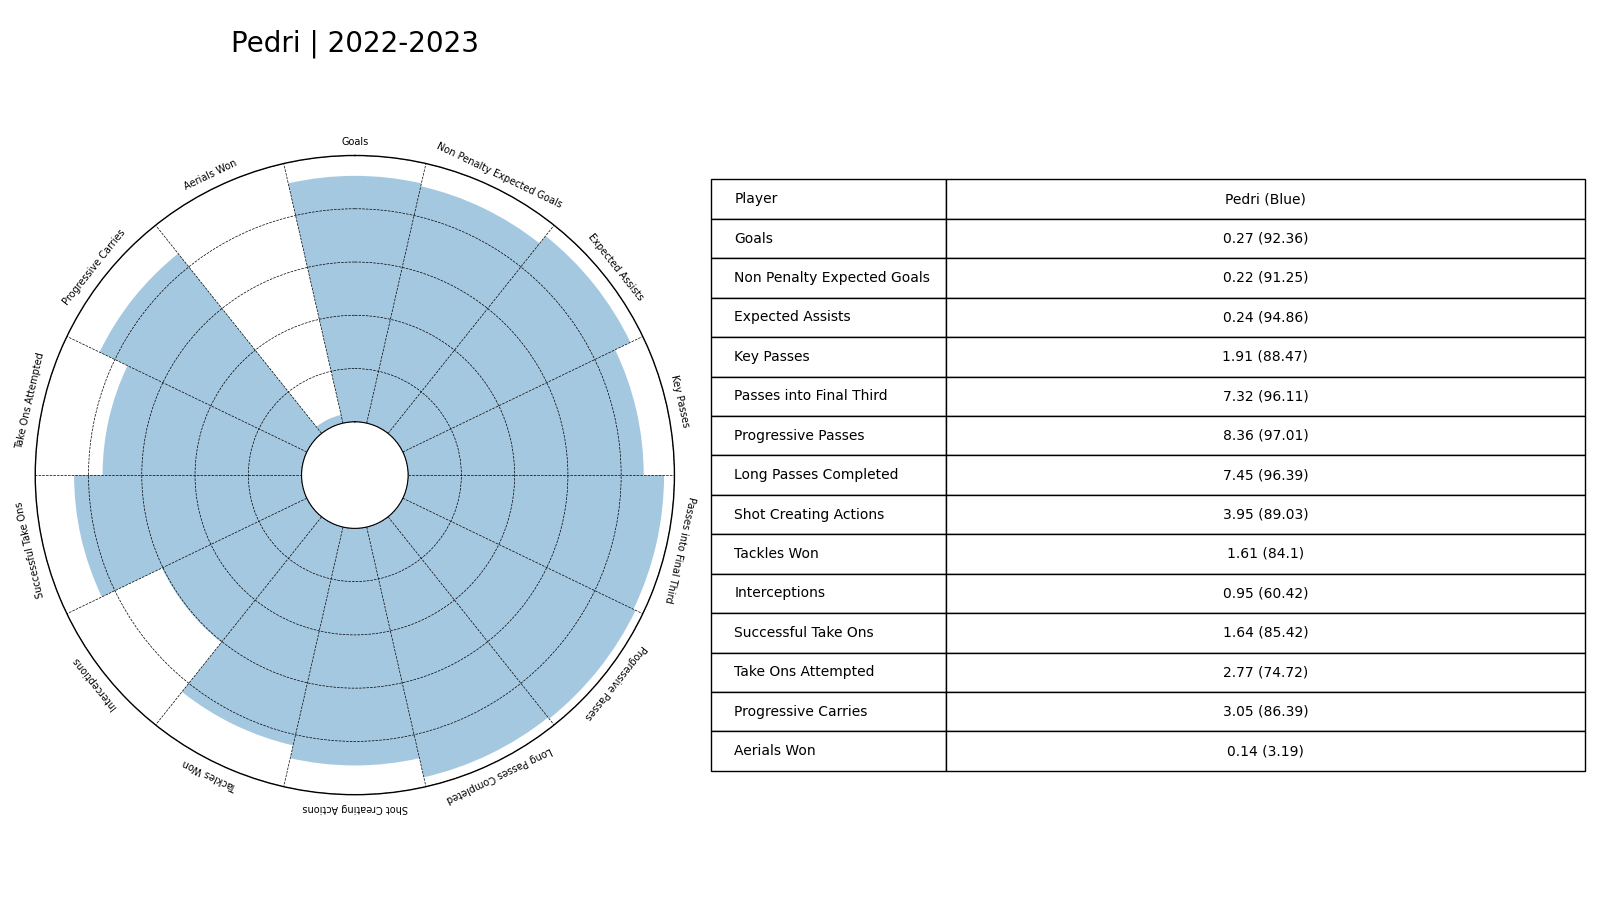 Pedri | 2022-2023
Goals
Non Penalty Expected Goals
Expected Assists
Key Passes
Passes into Final Third
Progressive Passes
Long Passes Completed
Shot Creating Actions
Tackles Won
Interceptions
Successful Take Ons
Take Ons Attempted
Progressive Carries
Aerials Won
Player Pedri (Blue)
Goals 0.27 (92.36)
Non Penalty Expected Goals 0.22 (91.25)
Expected Assists 0.24 (94.86)
Key Passes 1.91 (88.47)
Passes into Final Third 7.32 (96.11)
Progressive Passes 8.36 (97.01)
Long Passes Completed 7.45 (96.39)
Shot Creating Actions 3.95 (89.03)
Tackles Won 1.61 (84.1)
Interceptions 0.95 (60.42)
Successful Take Ons 1.64 (85.42)
Take Ons Attempted 2.77 (74.72)
Progressive Carries 3.05 (86.39)
Aerials Won 0.14 (3.19)